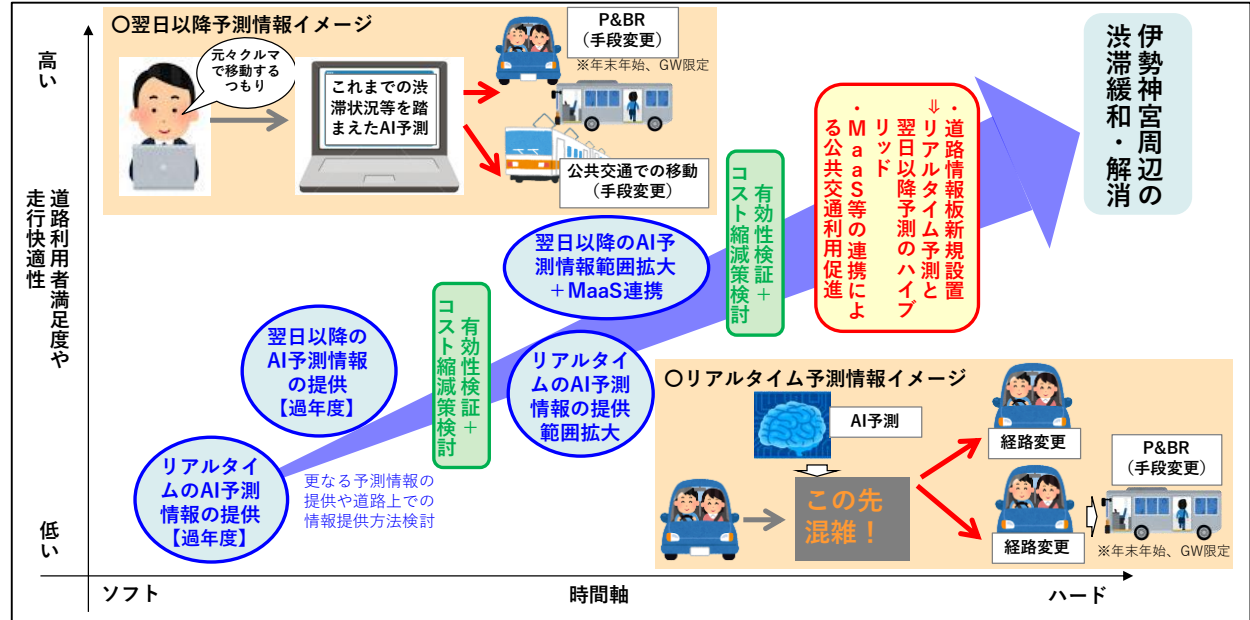 高い
道路利用者満足度や
走行快適性
低い
〇翌日以降予測情報イメージ
元々クルマ
で移動する
つもり
これまでの渋
滞状況等を踏
まえたAI予測
P&BR
（手段変更）
※年末年始、GW限定
公共交通での移動
（手段変更）
リアルタイ
ムのAI予測
情報の提供
【過年度】
翌日以降の
AI予測情報
の提供
【過年度】
更なる予測情報の
提供や道路上での
情報提供方法検討
有効性検証＋
コスト縮減策検討
翌日以降のAI予
測情報範囲拡大
＋MaaS連携
リアルタイ
ムのAI予測
情報の提供
範囲拡大
有効性検証＋
コスト縮減策検討
・道路情報板新規設置
⇒リアルタイム予測と
翌日以降予測のハイブ
リッド
・MaaS等の連携によ
る公共交通利用促進
伊勢神宮周辺の
渋滞緩和・解消
〇リアルタイム予測情報イメージ
AI予測
この先
混雑！
経路変更
経路変更
P&BR
（手段変更）
※年末年始、GW限定
ソフト
時間軸
ハード